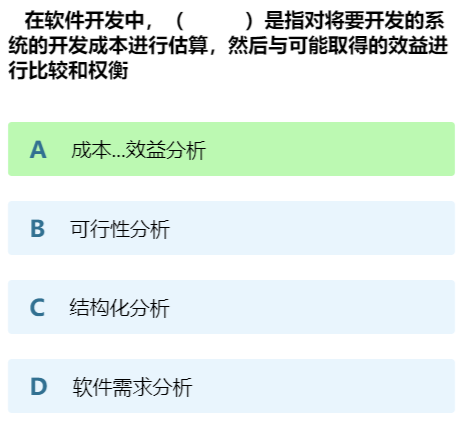 在软件开发中，（　　　）是指对将要开发的系
统的开发成本进行估算，然后与可能取得的效益进
行比较和权衡
A 成本...效益分析
B 可行性分析
C 结构化分析
D 软件需求分析